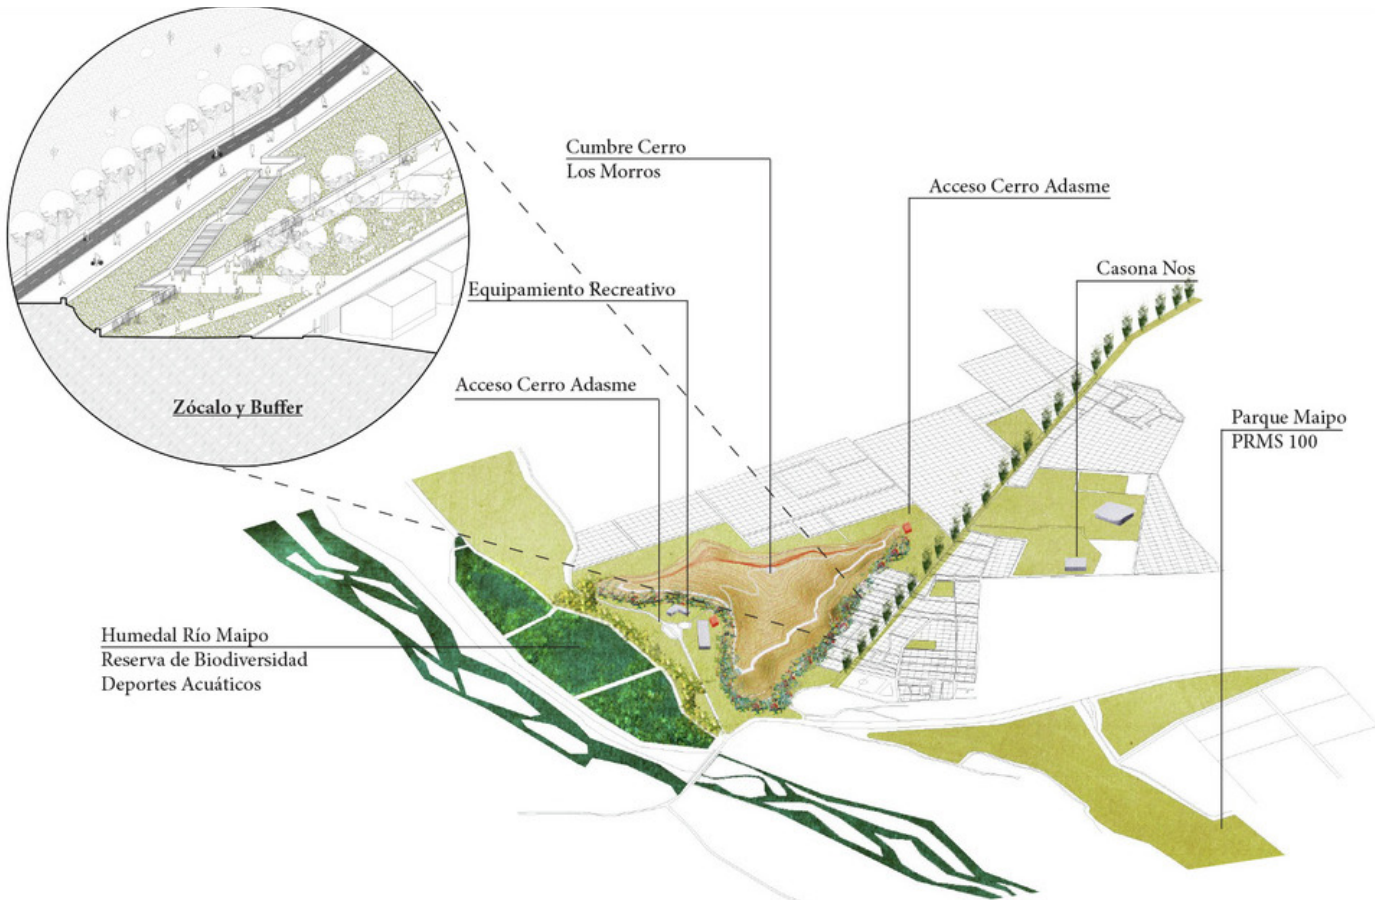 Cumbre Cerro
Los Morros
Acceso Cerro Adasme
Casona Nos
Equipamiento Recreativo
Acceso Cerro Adasme
Zócalo y Buffer
Parque Maipo
PRMS 100
Humedal Río Maipo
Reserva de Biodiversidad
Deportes Acuáticos